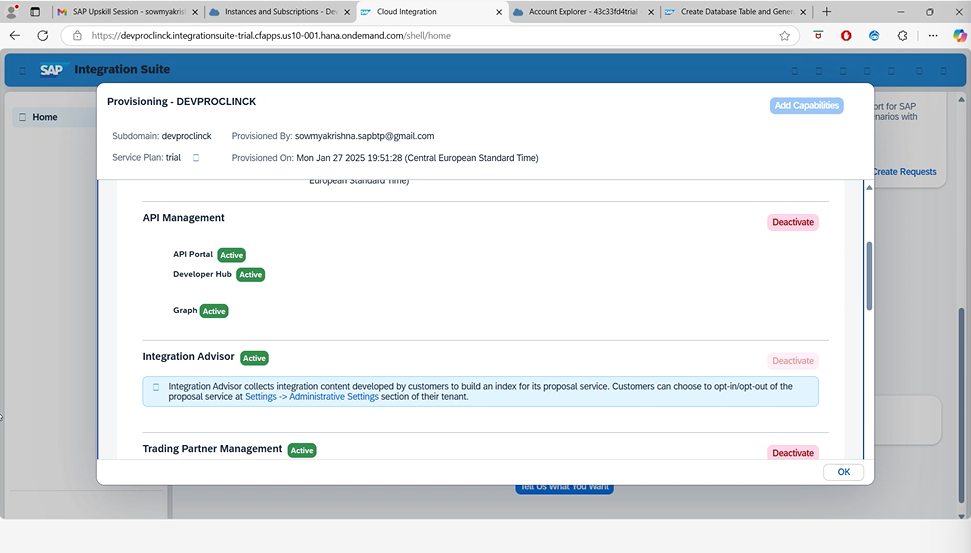 SAP Upskill Session - sowmyakris
Instances and Subscriptions - Dev
Cloud Integration
Account Explorer - 43c33fd4trial
Create Database Table and Gener
https://devproclinck.integrationsuite-trial.cfapps.us10-001.hana.ondemand.com/shell/home
SAP Integration Suite
Home
ort for SAP
enarios with
Create Requests
Provisioning - DEVPROCLINCK
Add Capabilities
Subdomain: devproclinck Provisioned By: sowmyakrishna.sapbtp@gmail.com
Service Plan: trial Provisioned On: Mon Jan 27 2025 19:51:28 (Central European Standard Time)
European Standard Time)
API Management
Deactivate
API Portal Active
Developer Hub Active
Graph Active
Integration Advisor Active
Deactivate
Integration Advisor collects integration content developed by customers to build an index for its proposal service. Customers can choose to opt-in/opt-out of the
proposal service at Settings -> Administrative Settings section of their tenant.
Trading Partner Management Active
Deactivate
OK
Tell Us What You Want